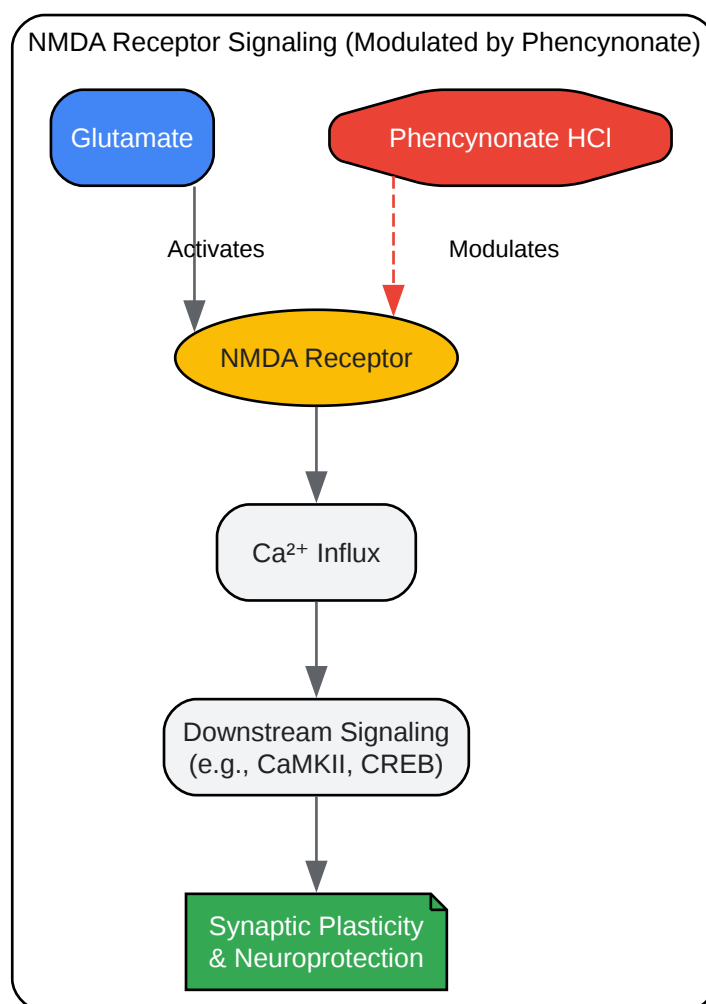 NMDA Receptor Signaling (Modulated by Phencynonate)
Glutamate
Phencynonate HCl
Activates
Modulates
NMDA Receptor
Ca²⁺ Influx
Downstream Signaling
(e.g., CaMKII, CREB)
Synaptic Plasticity
& Neuroprotection